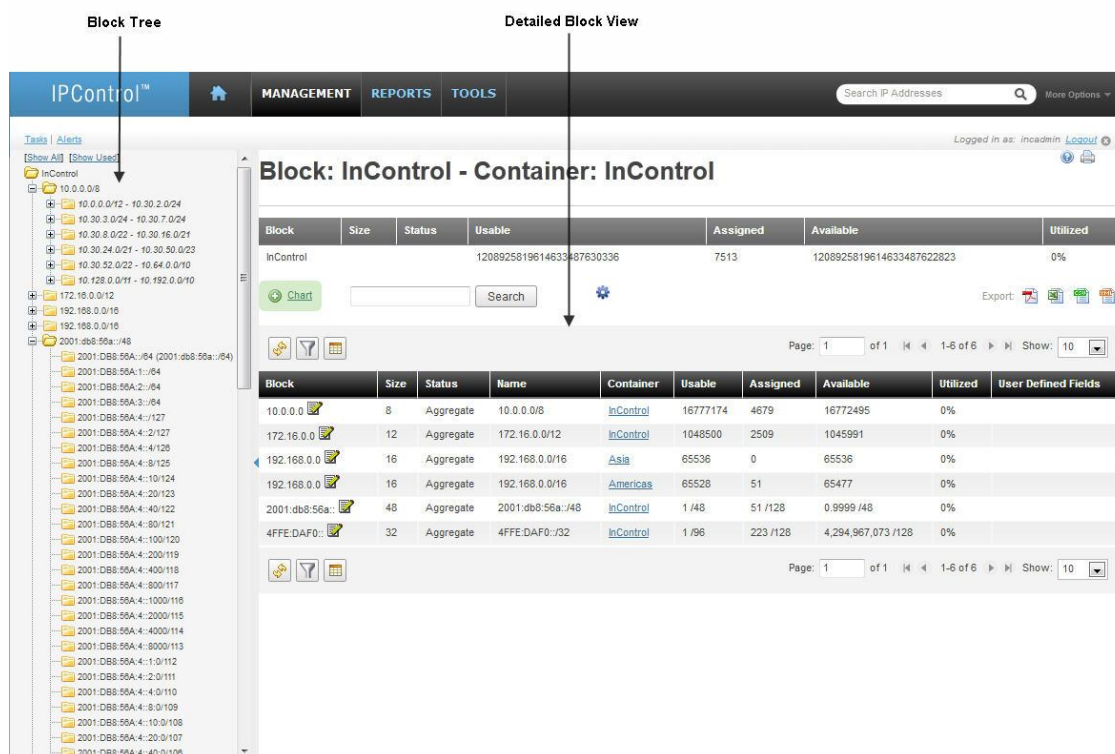 Block Tree
Detailed Block View
IPControl™
MANAGEMENT REPORTS TOOLS
Search IP Addresses
More Options
Tasks | Alerts
Logged in as: incadmin Logout
[Show All] [Show Used]
InControl
10.0.0.0/8
10.0.0.0/12 - 10.30.2.0/24
10.30.3.0/24 - 10.30.7.0/24
10.30.8.0/22 - 10.30.16.0/21
10.30.24.0/21 - 10.30.50.0/23
10.30.52.0/22 - 10.64.0.0/10
10.128.0.0/11 - 10.192.0.0/10
172.16.0.0/12
192.168.0.0/16
192.168.0.0/16
2001:db8:56a::/48
2001:DB8:56A::/64 (2001:db8:56a::/64)
2001:DB8:56A:1::/64
2001:DB8:56A:2::/64
2001:DB8:56A:3::/64
2001:DB8:56A:4::/127
2001:DB8:56A:4::2/127
2001:DB8:56A:4::4/126
2001:DB8:56A:4::8/125
2001:DB8:56A:4::10/124
2001:DB8:56A:4::20/123
2001:DB8:56A:4::40/122
2001:DB8:56A:4::80/121
2001:DB8:56A:4::100/120
2001:DB8:56A:4::200/119
2001:DB8:56A:4::400/118
2001:DB8:56A:4::800/117
2001:DB8:56A:4::1000/116
2001:DB8:56A:4::2000/115
2001:DB8:56A:4::4000/114
2001:DB8:56A:4::8000/113
2001:DB8:56A:4::1:0/112
2001:DB8:56A:4::2:0/111
2001:DB8:56A:4::4:0/110
2001:DB8:56A:4::8:0/109
2001:DB8:56A:4::10:0/108
2001:DB8:56A:4::20:0/107
2001:DB8:56A:4::40:0/106
Block: InControl - Container: InControl
Block Size Status Usable Assigned Available Utilized
InControl 1208925819614633487630336 7513 1208925819614633487622823 0%
Chart Search Export:
Page: 1 of 1 1-6 of 6 Show: 10
Block Size Status Name Container Usable Assigned Available Utilized User Defined Fields
10.0.0.0 8 Aggregate 10.0.0.0/8 InControl 16777174 4679 16772495 0%
172.16.0.0 12 Aggregate 172.16.0.0/12 InControl 1048500 2509 1045991 0%
192.168.0.0 16 Aggregate 192.168.0.0/16 Asia 65536 0 65536 0%
192.168.0.0 16 Aggregate 192.168.0.0/16 Americas 65528 51 65477 0%
2001:db8:56a:: 48 Aggregate 2001:db8:56a::/48 InControl 1 /48 51 /128 0.9999 /48 0%
4FFE:DAF0:: 32 Aggregate 4FFE:DAF0::/32 InControl 1 /96 223 /128 4,294,967,073 /128 0%
Page: 1 of 1 1-6 of 6 Show: 10